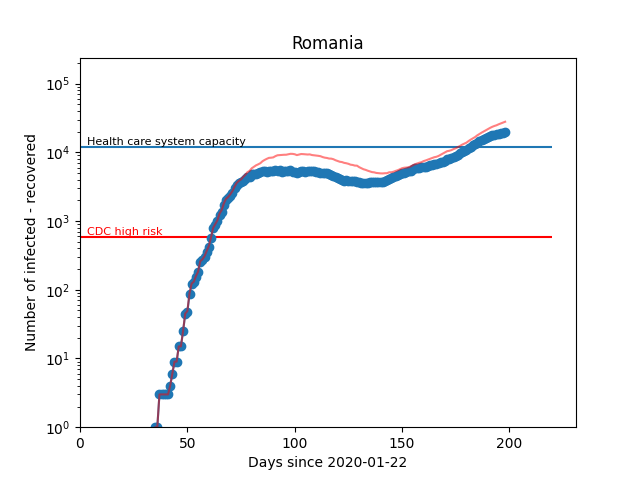 Romania
Number of infected - recovered
10^5
10^4
10^3
10^2
10^1
10^0
Health care system capacity
CDC high risk
0 50 100 150 200
Days since 2020-01-22